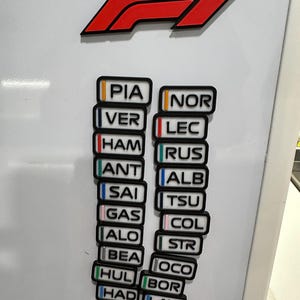 PIA
NOR
VER
LEC
HAM
RUS
ANT
ALB
SAI
TSU
GAS
COL
ALO
STR
BEA
OCO
HUL
BOR
HAD